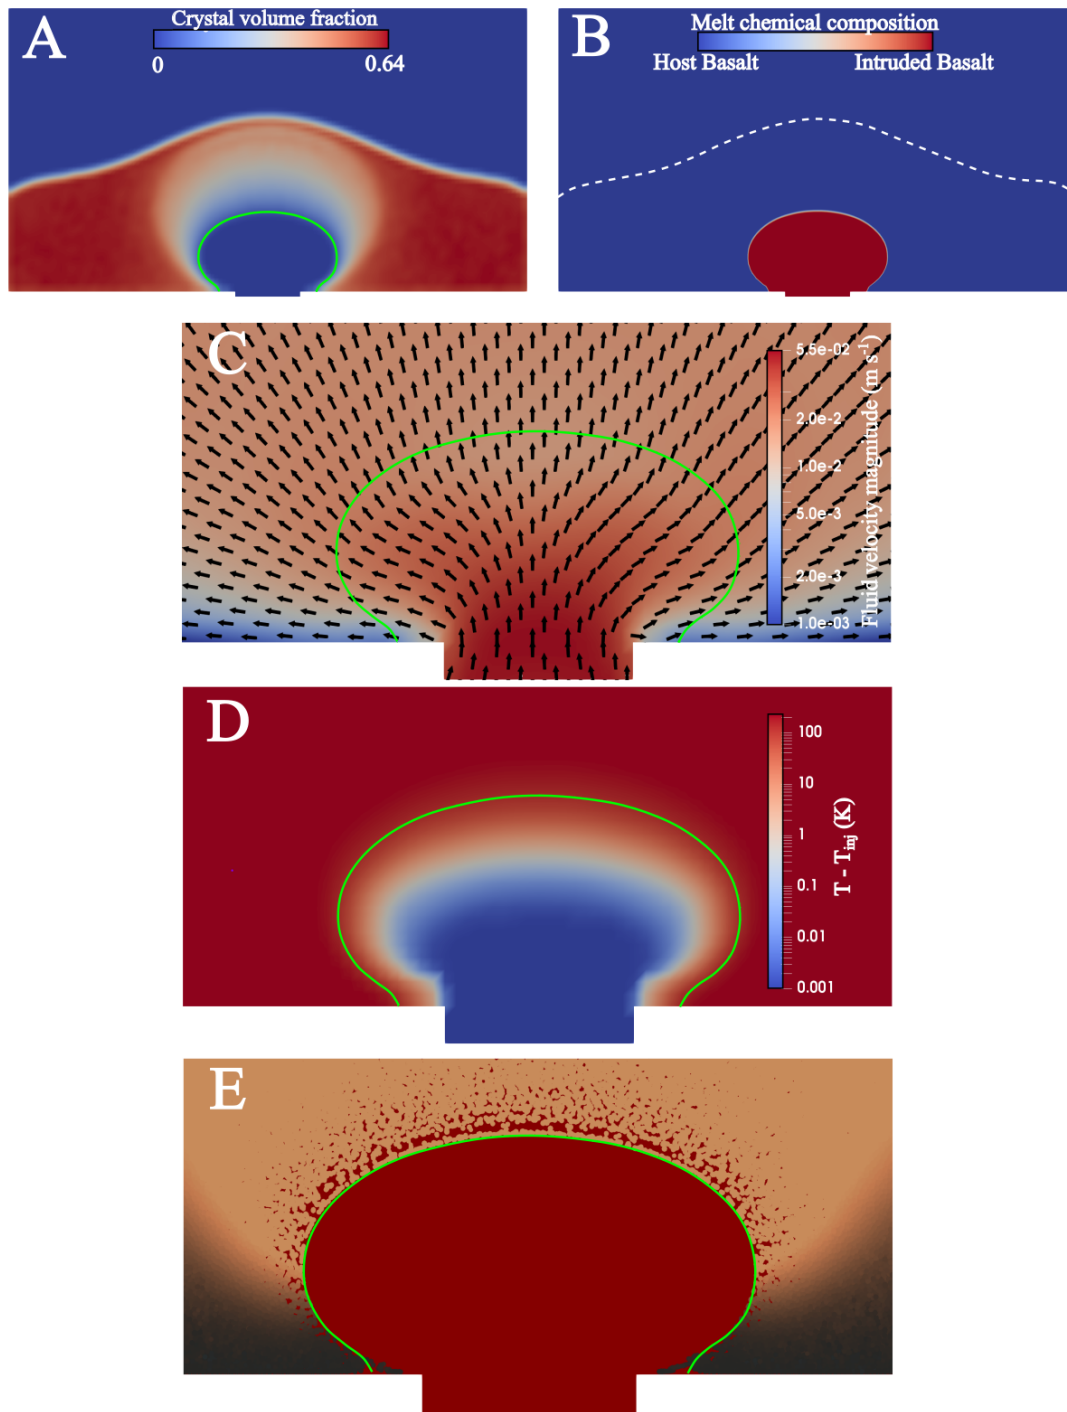 A
Crystal volume fraction
0
0.64
B
Melt chemical composition
Host Basalt
Intruded Basalt
C
5.5e-02
2.0e-2
1.0e-2
5.0e-3
2.0e-3
1.0e-03
Fluid velocity magnitude (m s⁻¹)
D
100
10
1
0.1
0.01
0.001
T - Tinj (K)
E